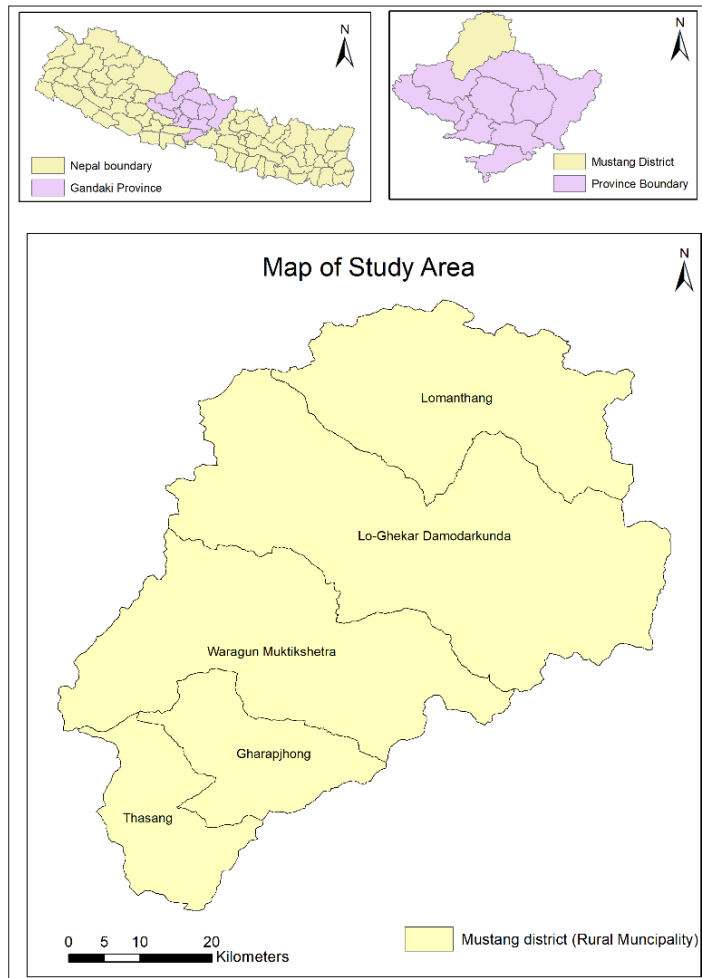 N
Nepal boundary
Gandaki Province
N
Mustang District
Province Boundary
Map of Study Area
N
Lomanthang
Lo-Ghekar Damodarkunda
Waragun Muktikshetra
Gharapjhong
Thasang
0 5 10 20
Kilometers
Mustang district (Rural Muncipality)